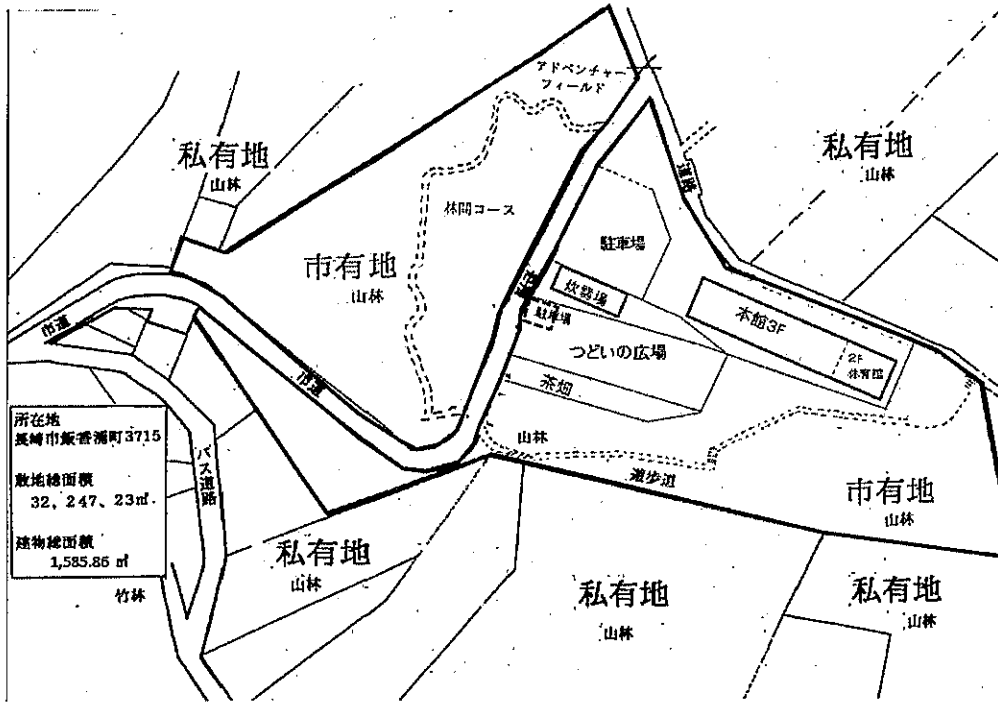 アドベンチャー
フィールド
私有地
山林
私有地
山林
道路
林間コース
駐車場
市有地
山林
市道
炊飯場
駐車場
本館3F
2F
体育館
つどいの広場
市道
市道
茶畑
山林
遊歩道
所在地
長崎市飯香浦町3715
敷地総面積
32，247、23㎡.
建物総面積
1,585.86 ㎡
バス道路
市有地
山林
私有地
山林
私有地
山林
私有地
山林
竹林